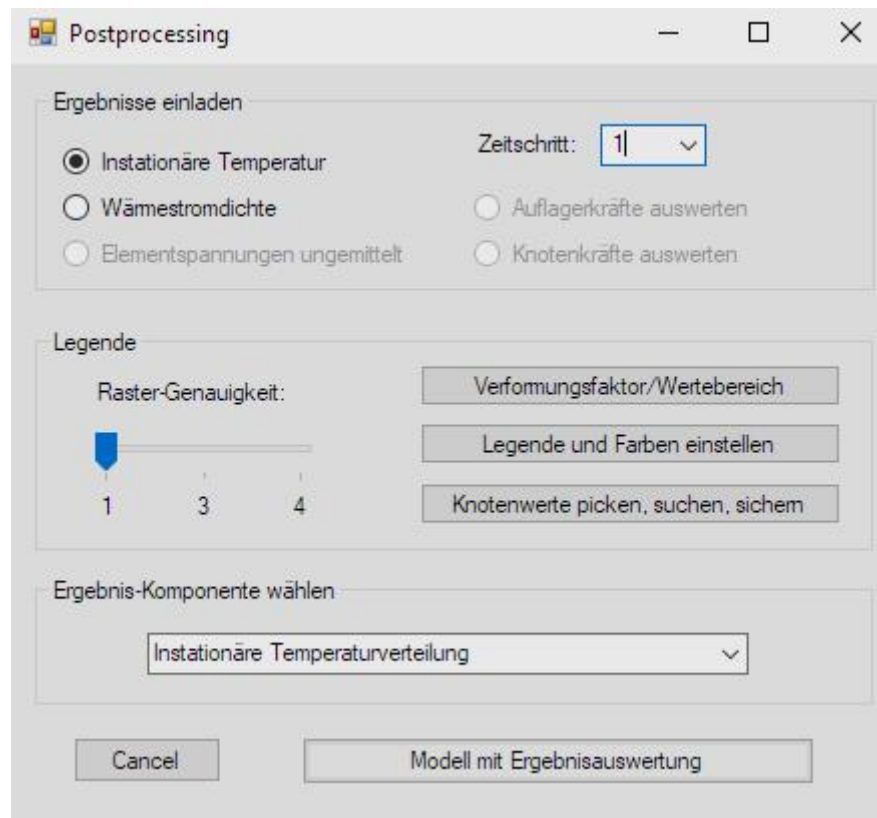 Postprocessing
Ergebnisse einladen
Instationäre Temperatur
Zeitschritt: 1
Wärmestromdichte
Auflagerkräfte auswerten
Elementspannungen ungemittelt
Knotenkräfte auswerten
Legende
Raster-Genauigkeit:
1 3 4
Verformungsfaktor/Wertebereich
Legende und Farben einstellen
Knotenwerte picken, suchen, sichern
Ergebnis-Komponente wählen
Instationäre Temperaturverteilung
Cancel
Modell mit Ergebnisauswertung